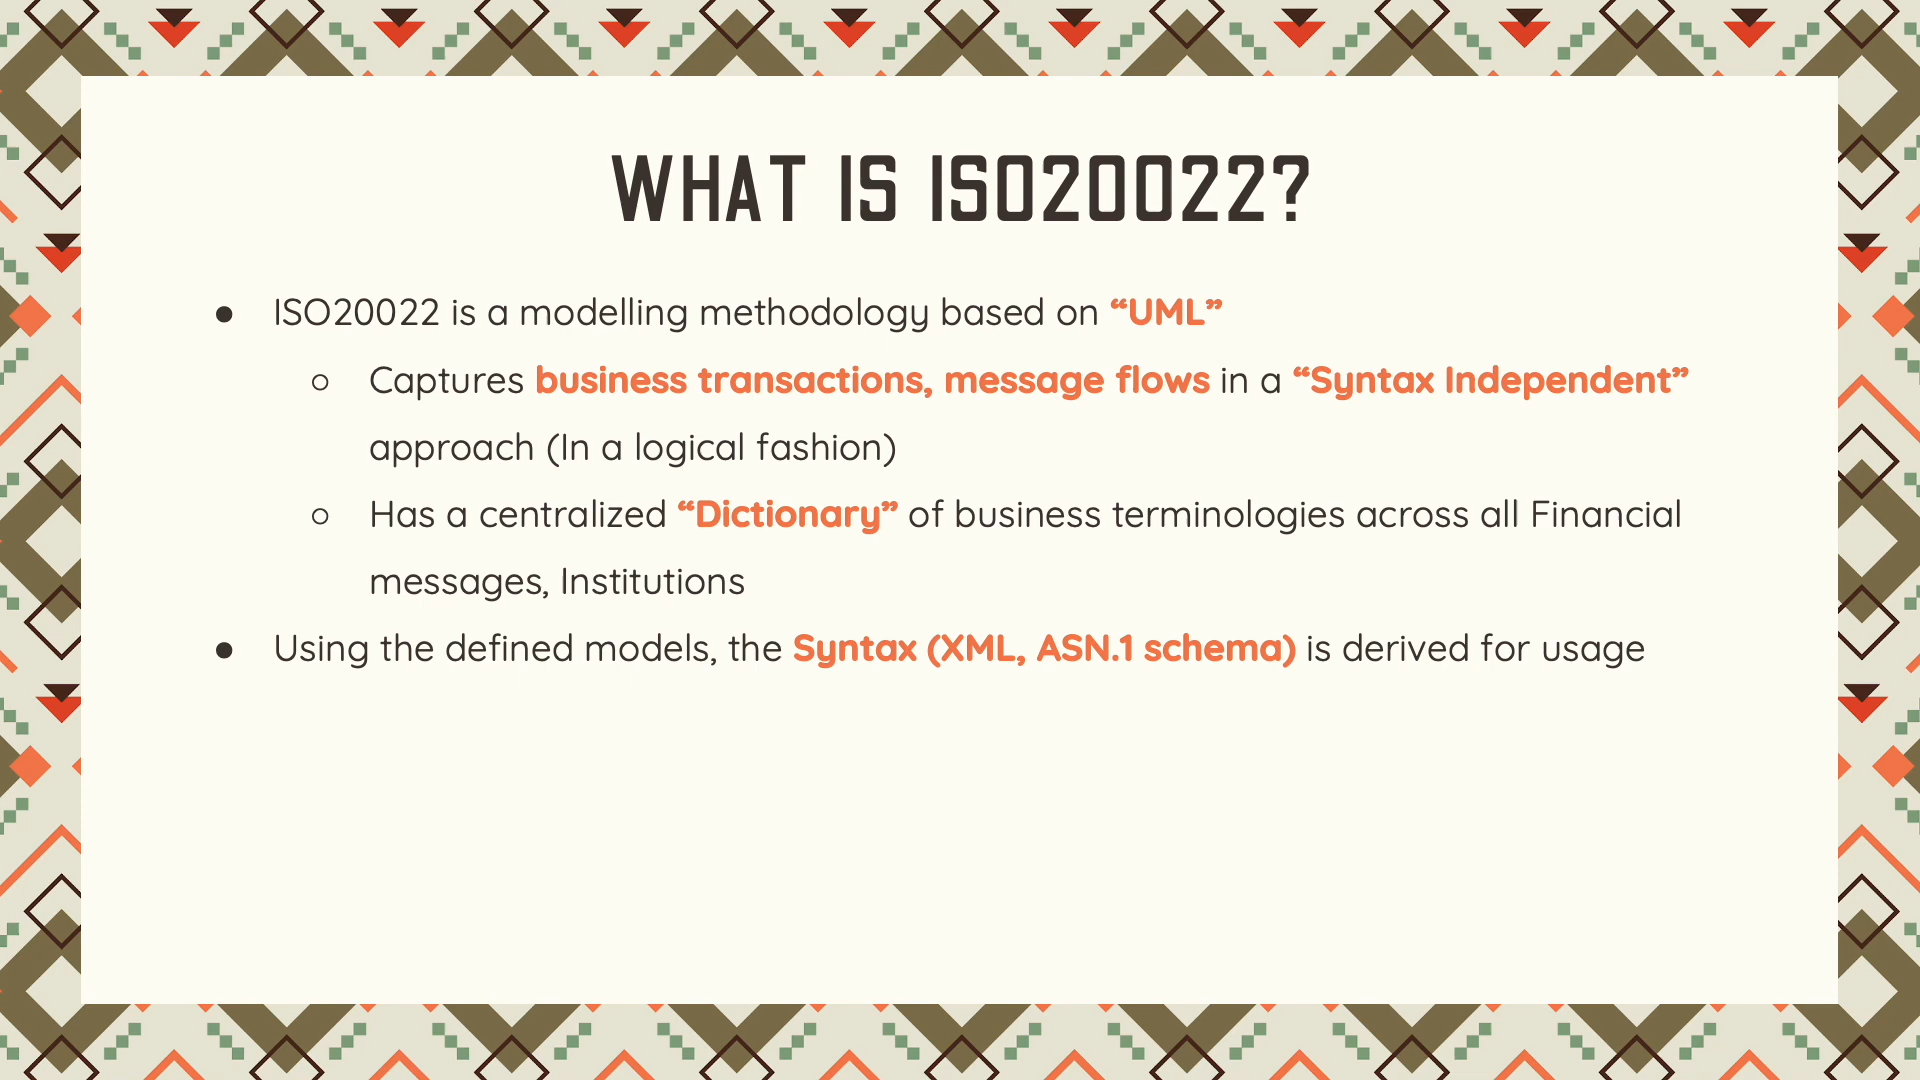 WHAT IS ISO20022?
● ISO20022 is a modelling methodology based on “UML”
○ Captures business transactions, message flows in a “Syntax Independent”
approach (In a logical fashion)
○ Has a centralized “Dictionary” of business terminologies across all Financial
messages, Institutions
● Using the defined models, the Syntax (XML, ASN.1 schema) is derived for usage